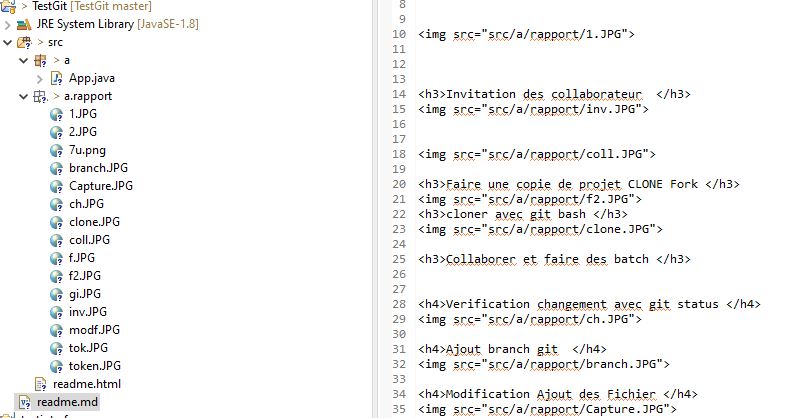 TestGit [TestGit master]
JRE System Library [JavaSE-1.8]
> src
> a
App.java
> a.rapport
1.JPG
2.JPG
7u.png
branch.JPG
Capture.JPG
ch.JPG
clone.JPG
coll.JPG
f.JPG
f2.JPG
gi.JPG
inv.JPG
modf.JPG
tok.JPG
token.JPG
readme.html
readme.md
8
9
10 <img src="src/a/rapport/1.JPG">
11
12
13
14 <h3>Invitation des collaborateur  </h3>
15 <img src="src/a/rapport/inv.JPG">
16
17
18 <img src="src/a/rapport/coll.JPG">
19
20 <h3>Faire une copie de projet CLONE Fork </h3>
21 <img src="src/a/rapport/f2.JPG">
22 <h3>cloner avec git bash </h3>
23 <img src="src/a/rapport/clone.JPG">
24
25 <h3>Collaborer et faire des batch </h3>
26
27
28 <h4>Verification changement avec git status </h4>
29 <img src="src/a/rapport/ch.JPG">
30
31 <h4>Ajout branch git  </h4>
32 <img src="src/a/rapport/branch.JPG">
33
34 <h4>Modification Ajout des Fichier </h4>
35 <img src="src/a/rapport/Capture.JPG">